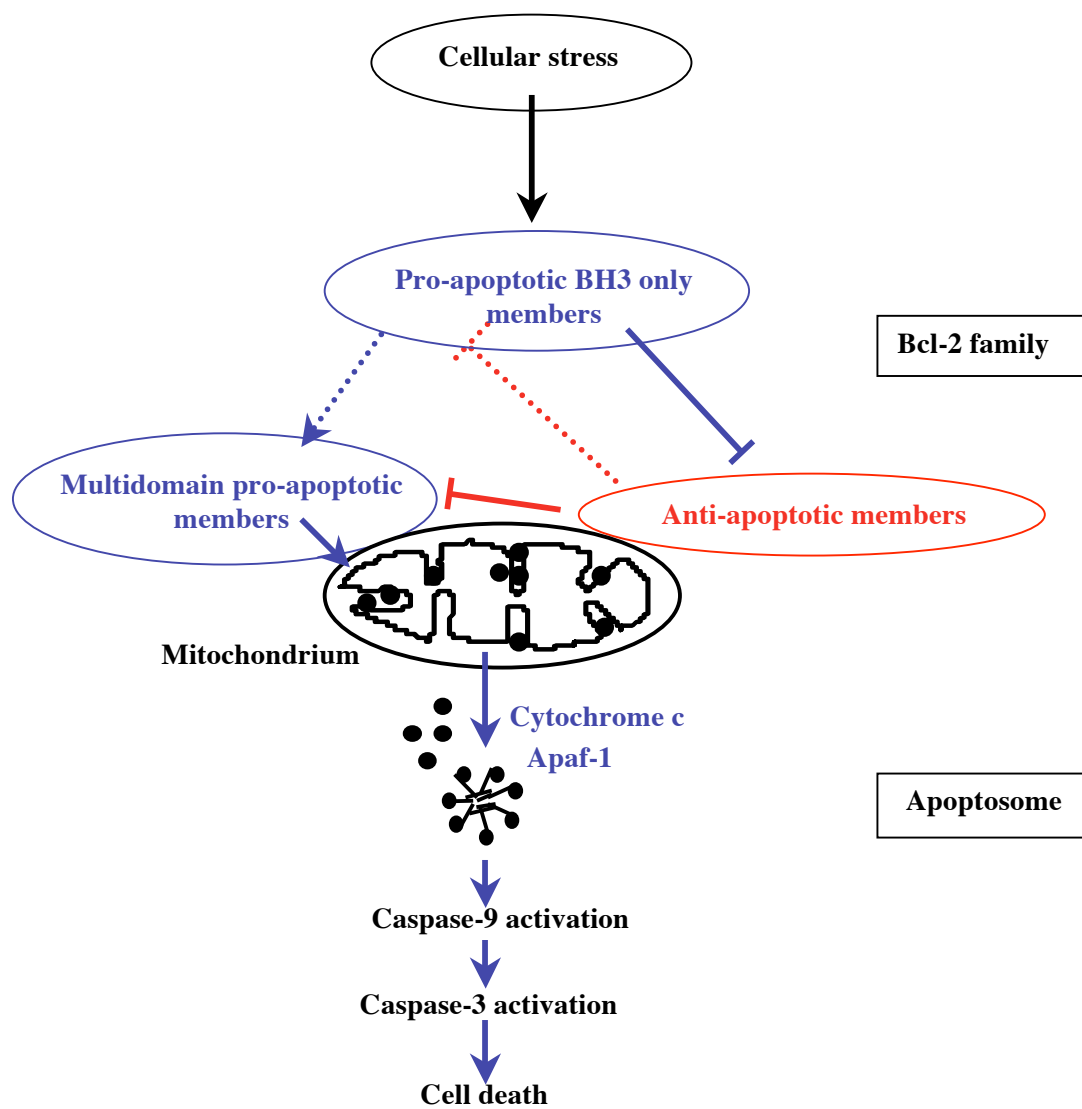 Cellular stress
Pro-apoptotic BH3 only
members
Bcl-2 family
Multidomain pro-apoptotic
members
Anti-apoptotic members
Mitochondrium
Cytochrome c
Apaf-1
Apoptosome
Caspase-9 activation
Caspase-3 activation
Cell death